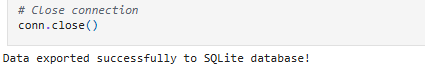 # Close connection
conn.close()
Data exported successfully to SQLite database!